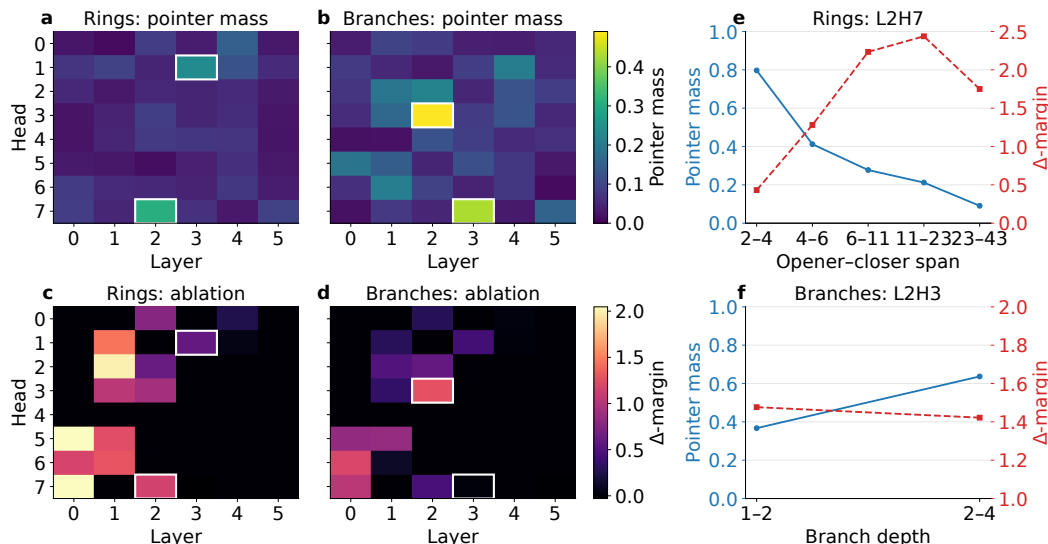 a Rings: pointer mass
0
1
2
3
4
5
6
7
Head
0 1 2 3 4 5
Layer
b Branches: pointer mass
0 1 2 3 4 5
Layer
0.4
0.3
0.2
0.1
0.0
Pointer mass
e Rings: L2H7
1.0
0.8
0.6
0.4
0.2
0.0
Pointer mass
2.5
2.0
1.5
1.0
0.5
0.0
Δ-margin
2–4 4–6 6–11 11–23 23–43
Opener–closer span
c Rings: ablation
0
1
2
3
4
5
6
7
Head
0 1 2 3 4 5
Layer
d Branches: ablation
0 1 2 3 4 5
Layer
2.0
1.5
1.0
0.5
0.0
Δ-margin
f Branches: L2H3
1.0
0.8
0.6
0.4
0.2
0.0
Pointer mass
2.0
1.8
1.6
1.4
1.2
1.0
Δ-margin
1–2 2–4
Branch depth